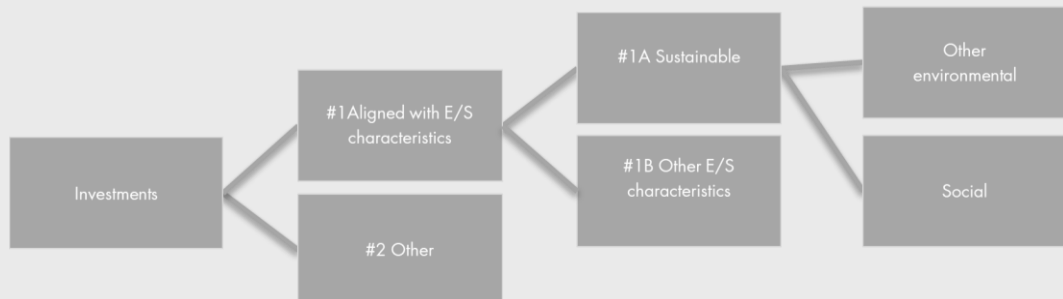 Investments
#1Aligned with E/S
characteristics
#2 Other
#1A Sustainable
#1B Other E/S
characteristics
Other
environmental
Social